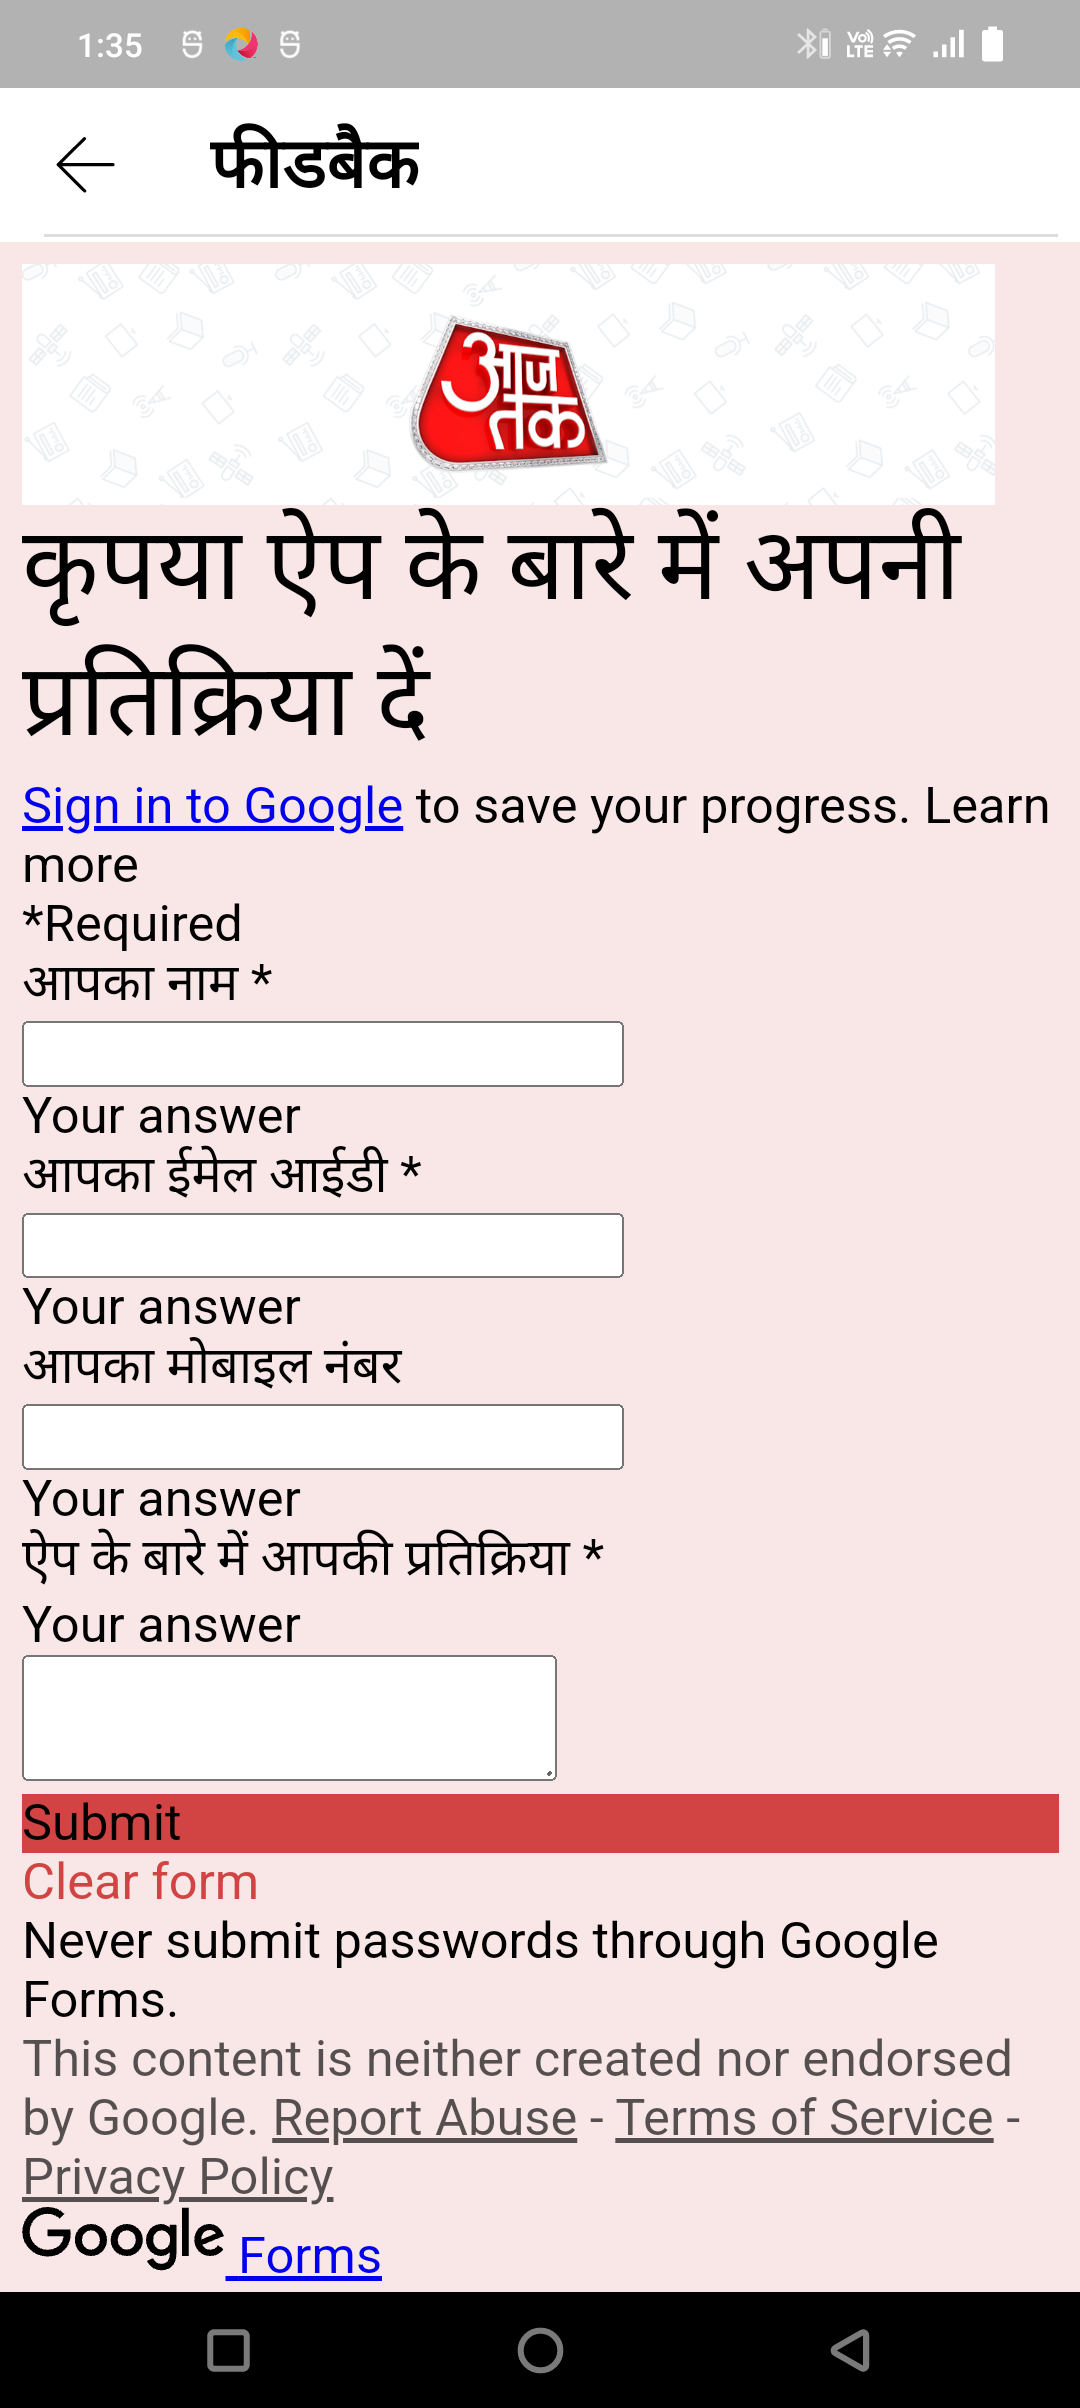 1:35
VoLTE
फीडबैक
आज
तक
कृपया ऐप के बारे में अपनी
प्रतिक्रिया दें
Sign in to Google to save your progress. Learn
more
*Required
आपका नाम *
Your answer
आपका ईमेल आईडी *
Your answer
आपका मोबाइल नंबर
Your answer
ऐप के बारे में आपकी प्रतिक्रिया *
Your answer
Submit
Clear form
Never submit passwords through Google
Forms.
This content is neither created nor endorsed
by Google. Report Abuse - Terms of Service -
Privacy Policy
Google Forms